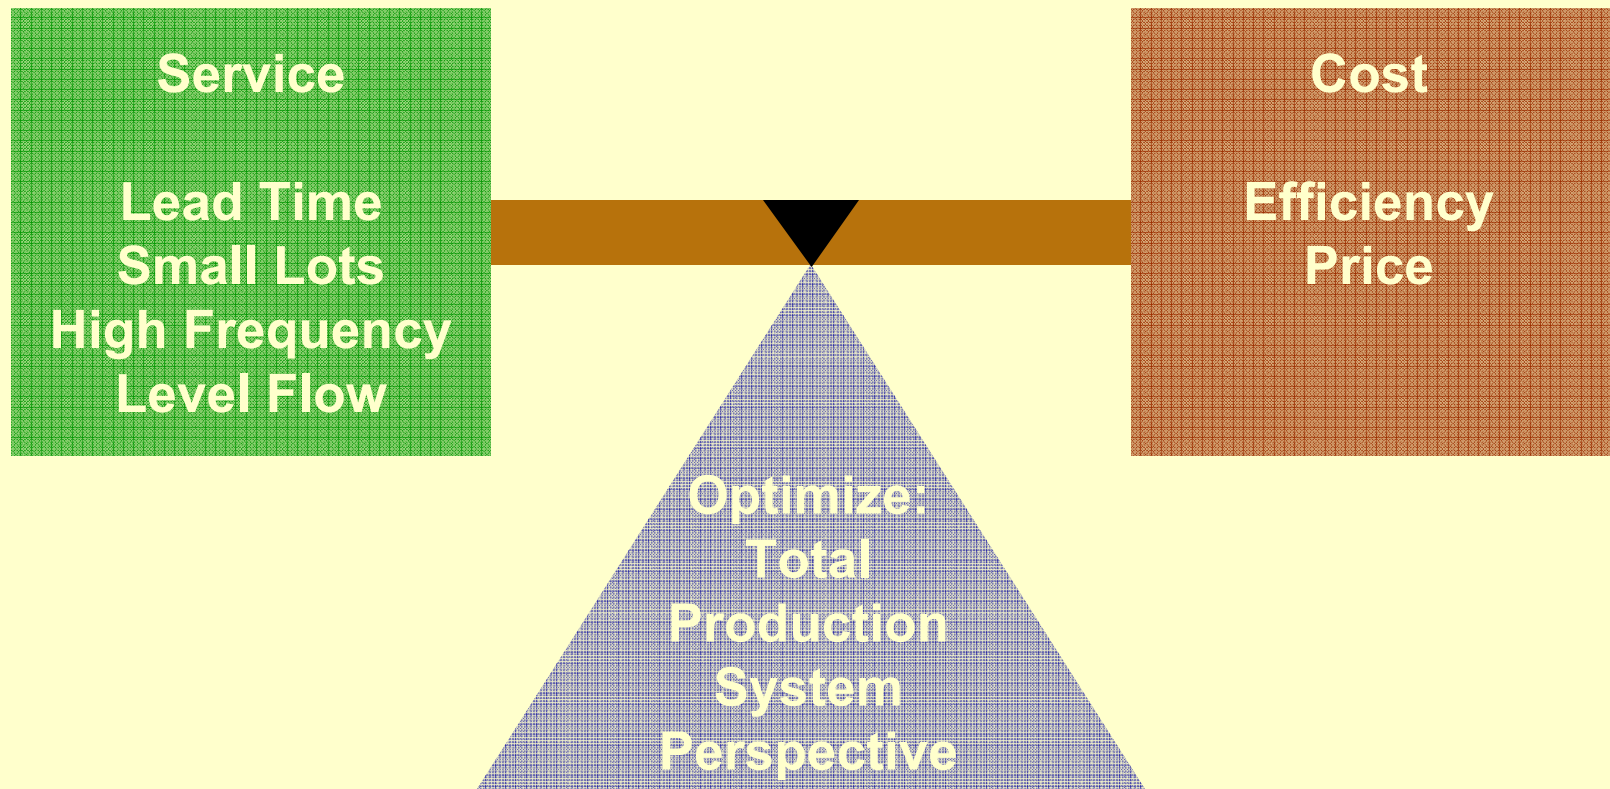 Service
Lead Time
Small Lots
High Frequency
Level Flow
Cost
Efficiency
Price
Optimize:
Total
Production
System
Perspective